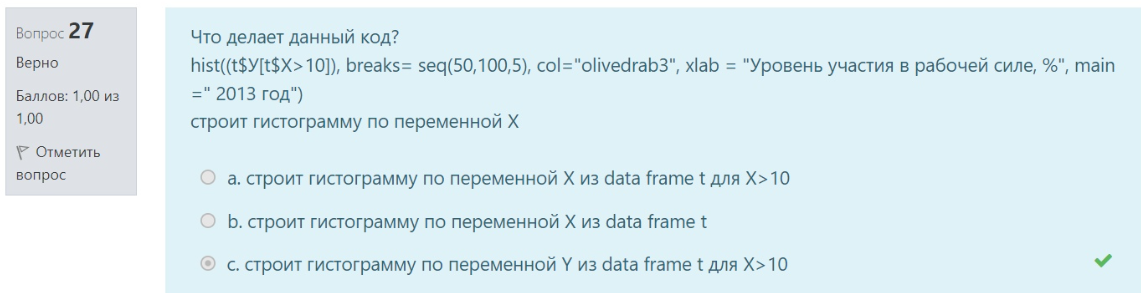 Вопрос 27
Верно
Баллов: 1,00 из
1,00
Отметить
вопрос
Что делает данный код?
hist((t$У[t$X>10]), breaks= seq(50,100,5), col="olivedrab3", xlab = "Уровень участия в рабочей силе, %", main
=" 2013 год")
строит гистограмму по переменной X
a. строит гистограмму по переменной X из data frame t для X>10
b. строит гистограмму по переменной X из data frame t
c. строит гистограмму по переменной Y из data frame t для X>10